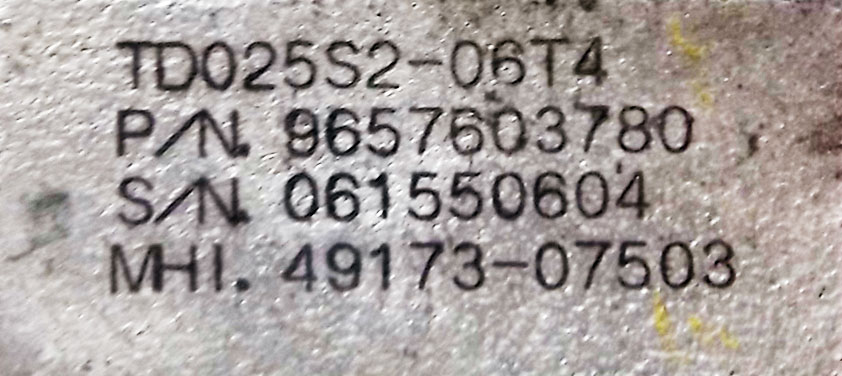 TD025S2-06T4
P/N. 9657603780
S/N. 061550604
MHI. 49173-07503